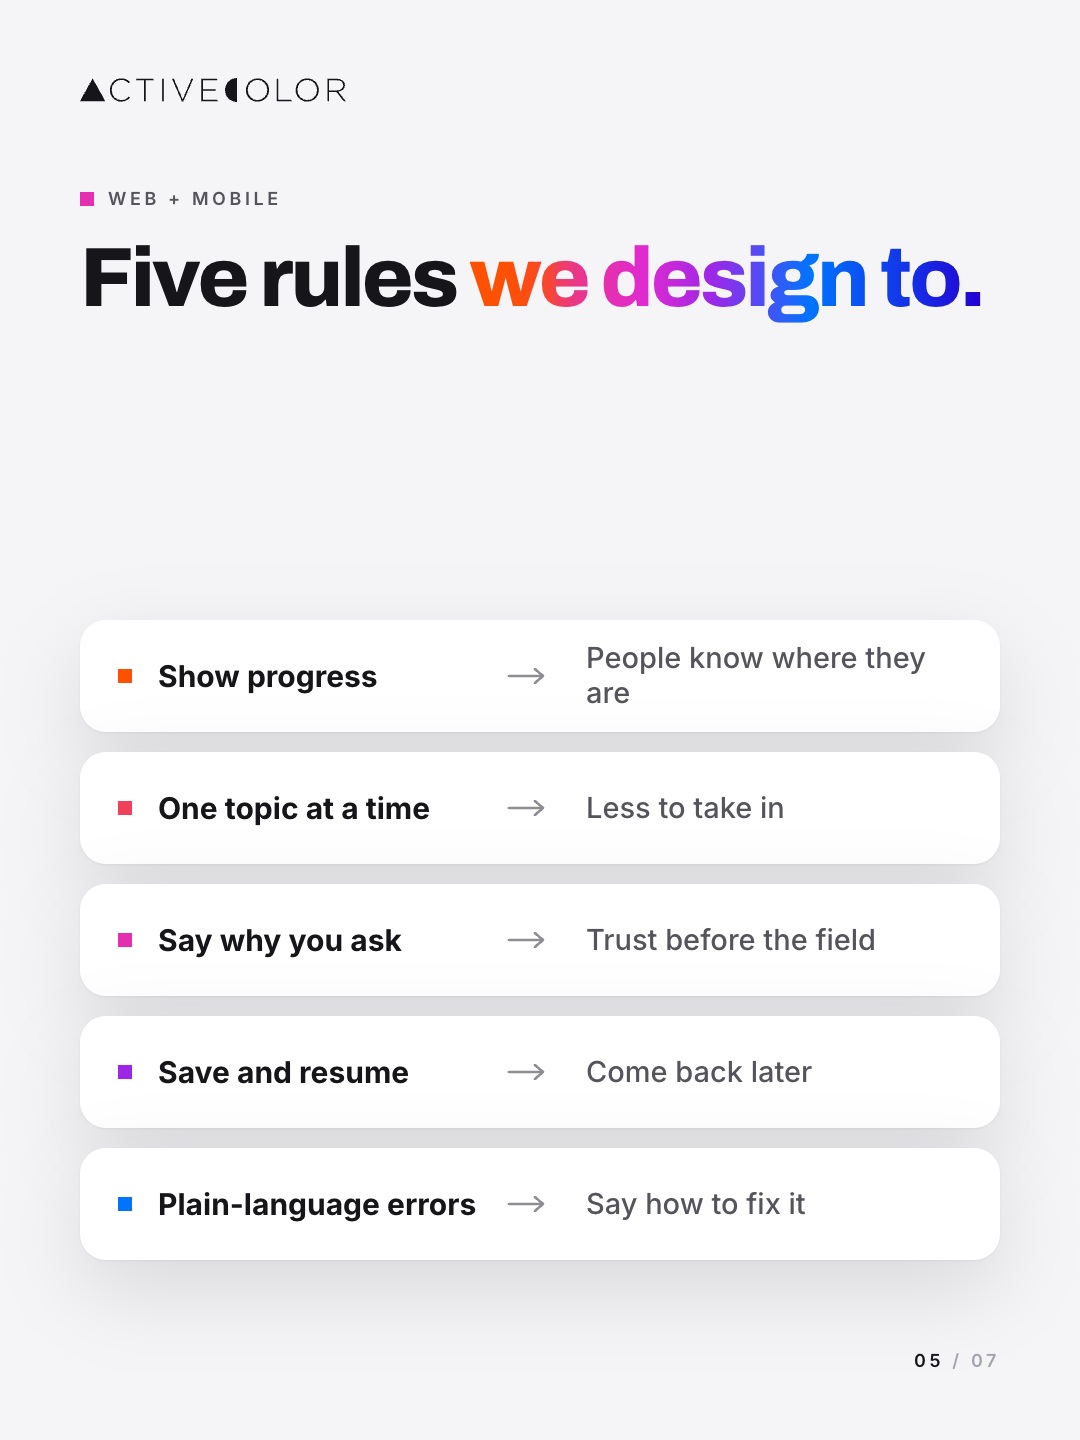 ACTIVECOLOR
WEB + MOBILE
Five rules we design to.
Show progress → People know where they
are
One topic at a time → Less to take in
Say why you ask → Trust before the field
Save and resume → Come back later
Plain-language errors → Say how to fix it
05 / 07